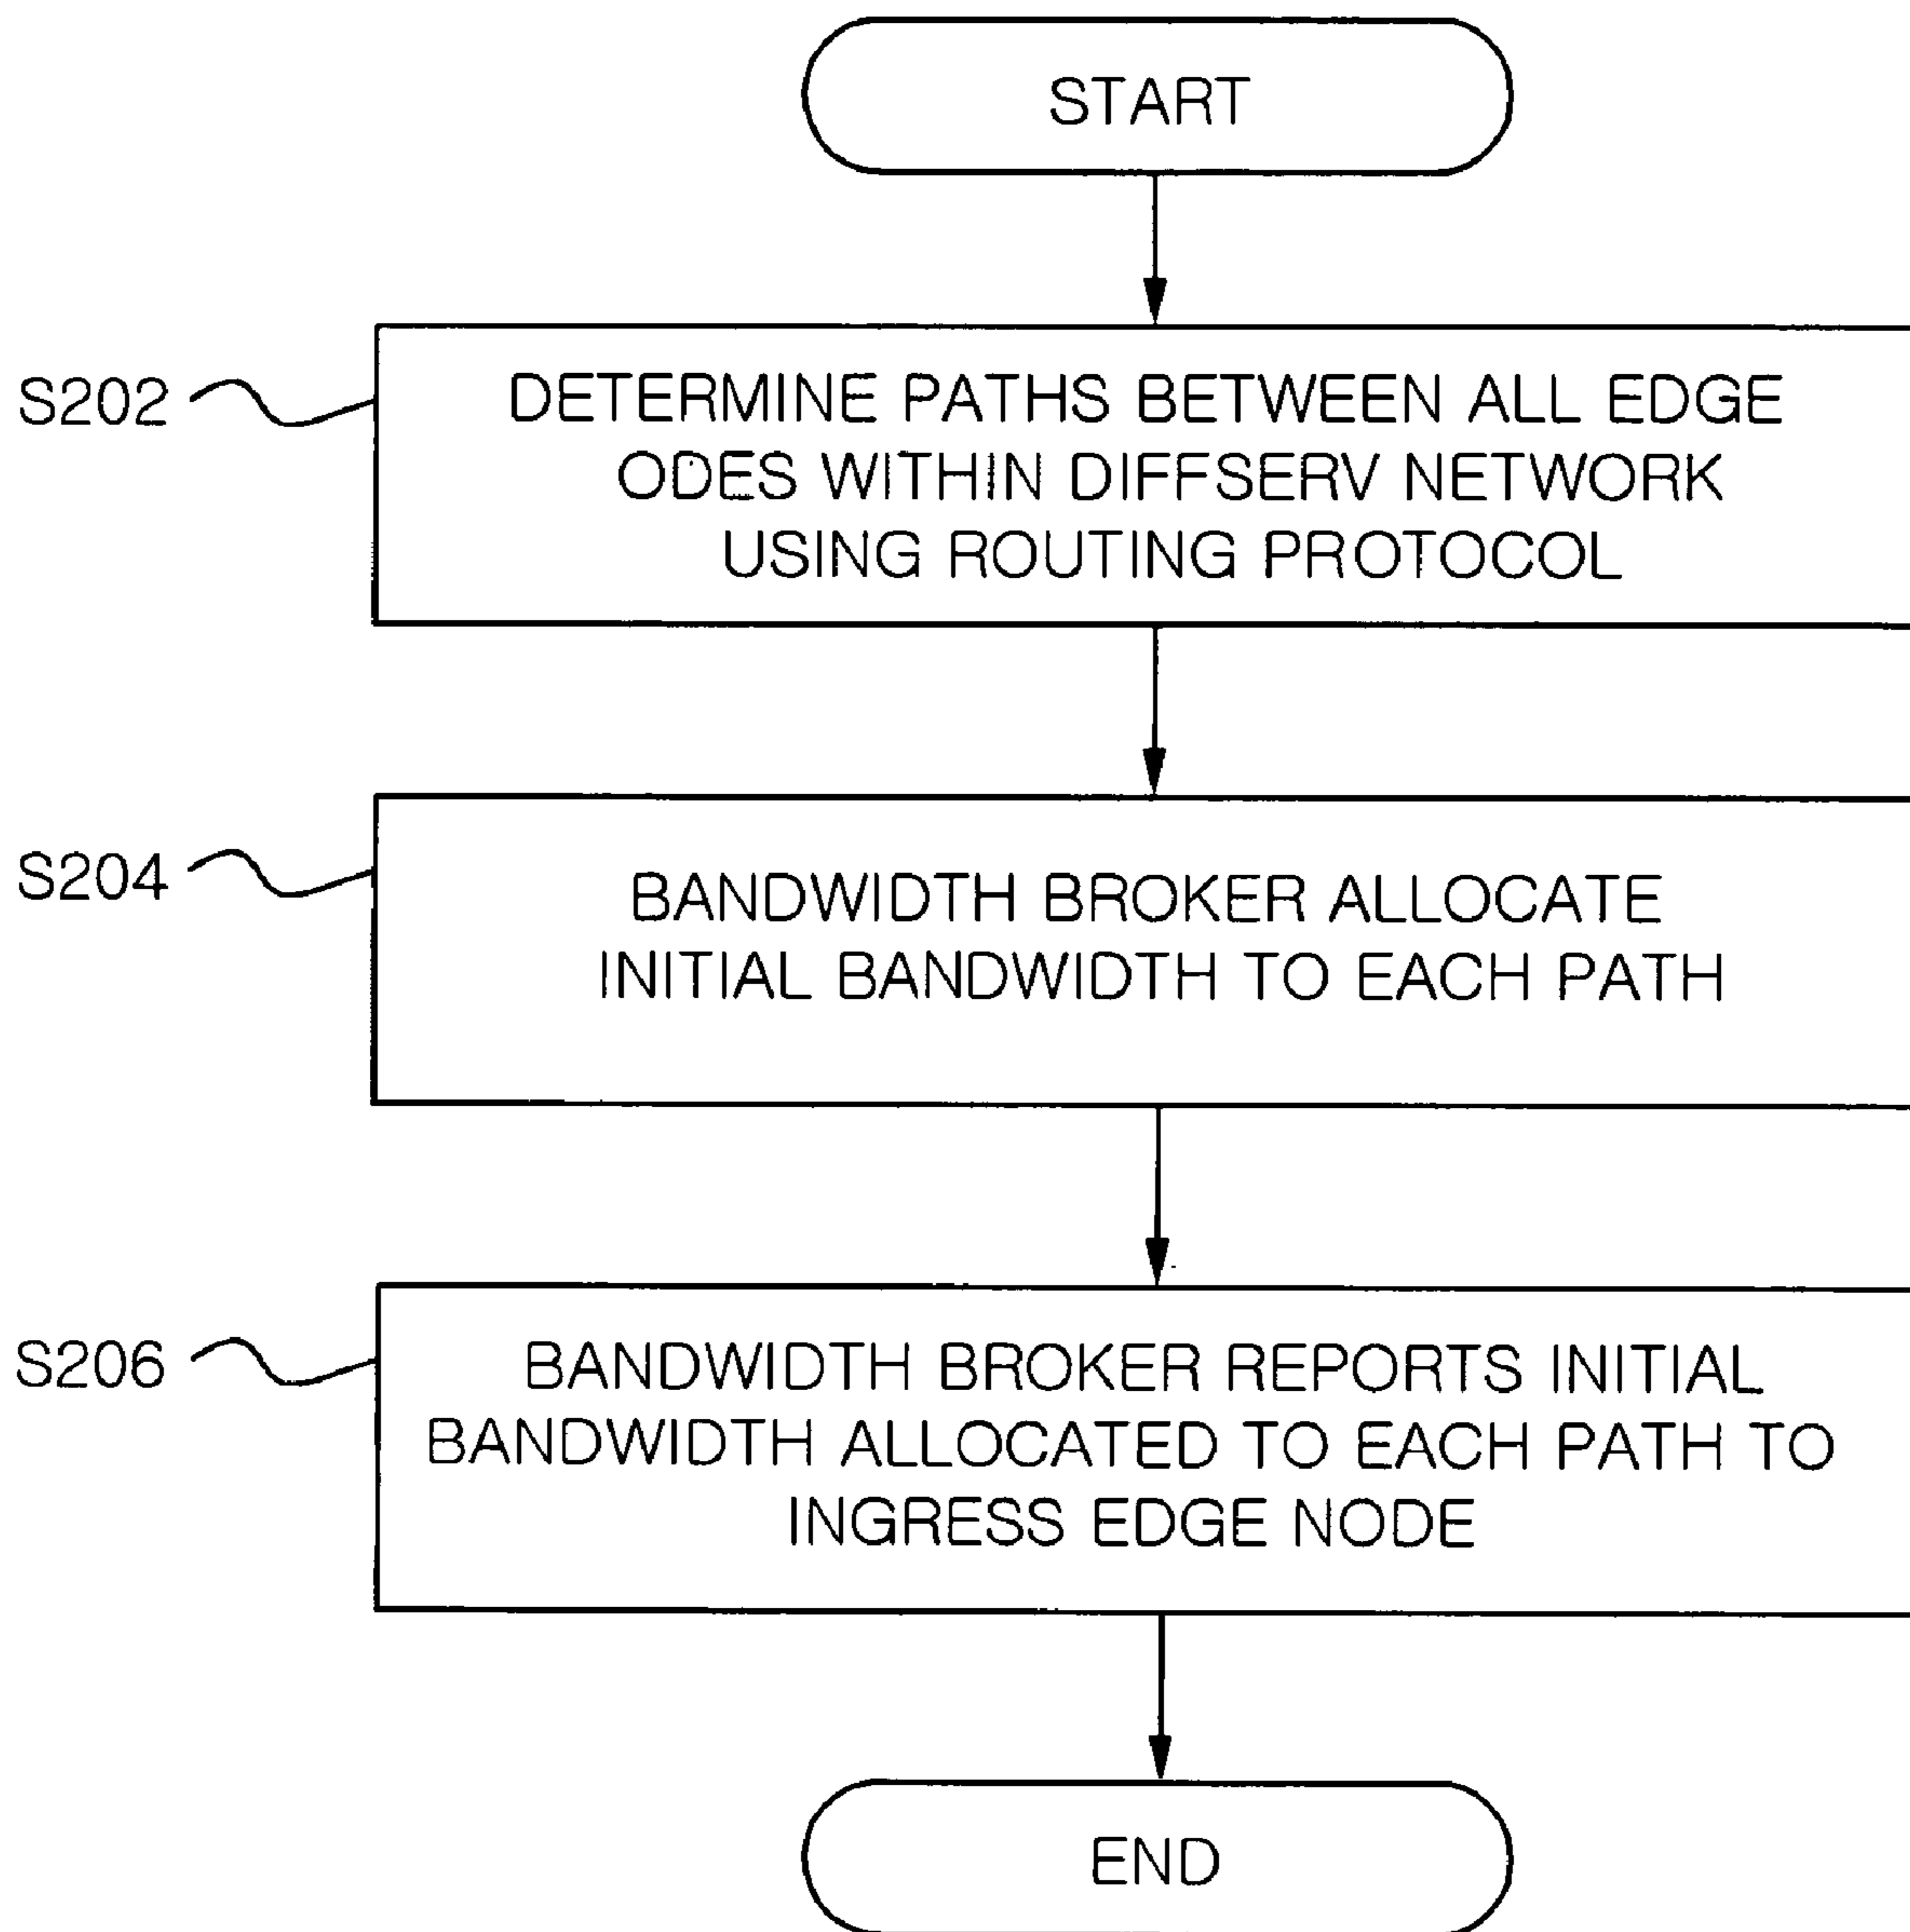 START
S202
DETERMINE PATHS BETWEEN ALL EDGE
ODES WITHIN DIFFSERV NETWORK
USING ROUTING PROTOCOL
S204
BANDWIDTH BROKER ALLOCATE
INITIAL BANDWIDTH TO EACH PATH
S206
BANDWIDTH BROKER REPORTS INITIAL
BANDWIDTH ALLOCATED TO EACH PATH TO
INGRESS EDGE NODE
END